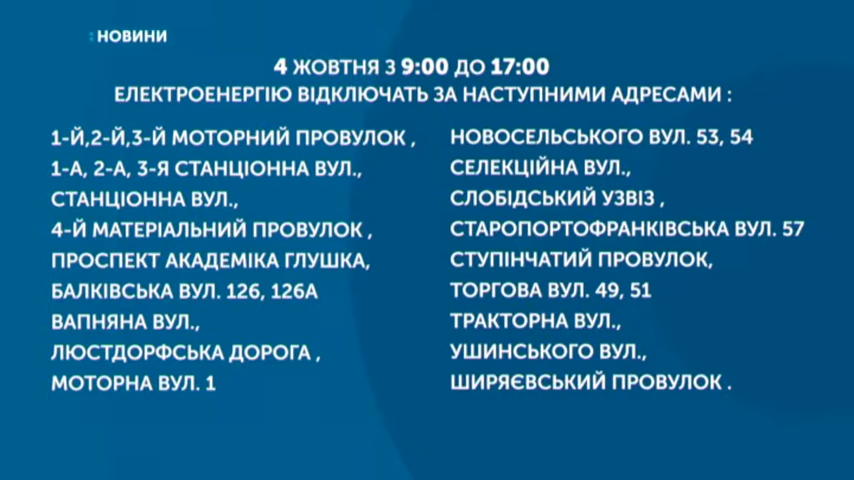 : НОВИНИ
4 ЖОВТНЯ З 9:00 ДО 17:00
ЕЛЕКТРОЕНЕРГІЮ ВІДКЛЮЧАТЬ ЗА НАСТУПНИМИ АДРЕСАМИ :
1-Й,2-Й,3-Й МОТОРНИЙ ПРОВУЛОК ,
1-А, 2-А, 3-Я СТАНЦІОННА ВУЛ.,
СТАНЦІОННА ВУЛ.,
4-Й МАТЕРІАЛЬНИЙ ПРОВУЛОК ,
ПРОСПЕКТ АКАДЕМІКА ГЛУШКА,
БАЛКІВСЬКА ВУЛ. 126, 126А
ВАПНЯНА ВУЛ.,
ЛЮСТДОРФСЬКА ДОРОГА ,
МОТОРНА ВУЛ. 1
НОВОСЕЛЬСЬКОГО ВУЛ. 53, 54
СЕЛЕКЦІЙНА ВУЛ.,
СЛОБІДСЬКИЙ УЗВІЗ ,
СТАРОПОРТОФРАНКІВСЬКА ВУЛ. 57
СТУПІНЧАТИЙ ПРОВУЛОК,
ТОРГОВА ВУЛ. 49, 51
ТРАКТОРНА ВУЛ.,
УШИНСЬКОГО ВУЛ.,
ШИРЯЄВСЬКИЙ ПРОВУЛОК .